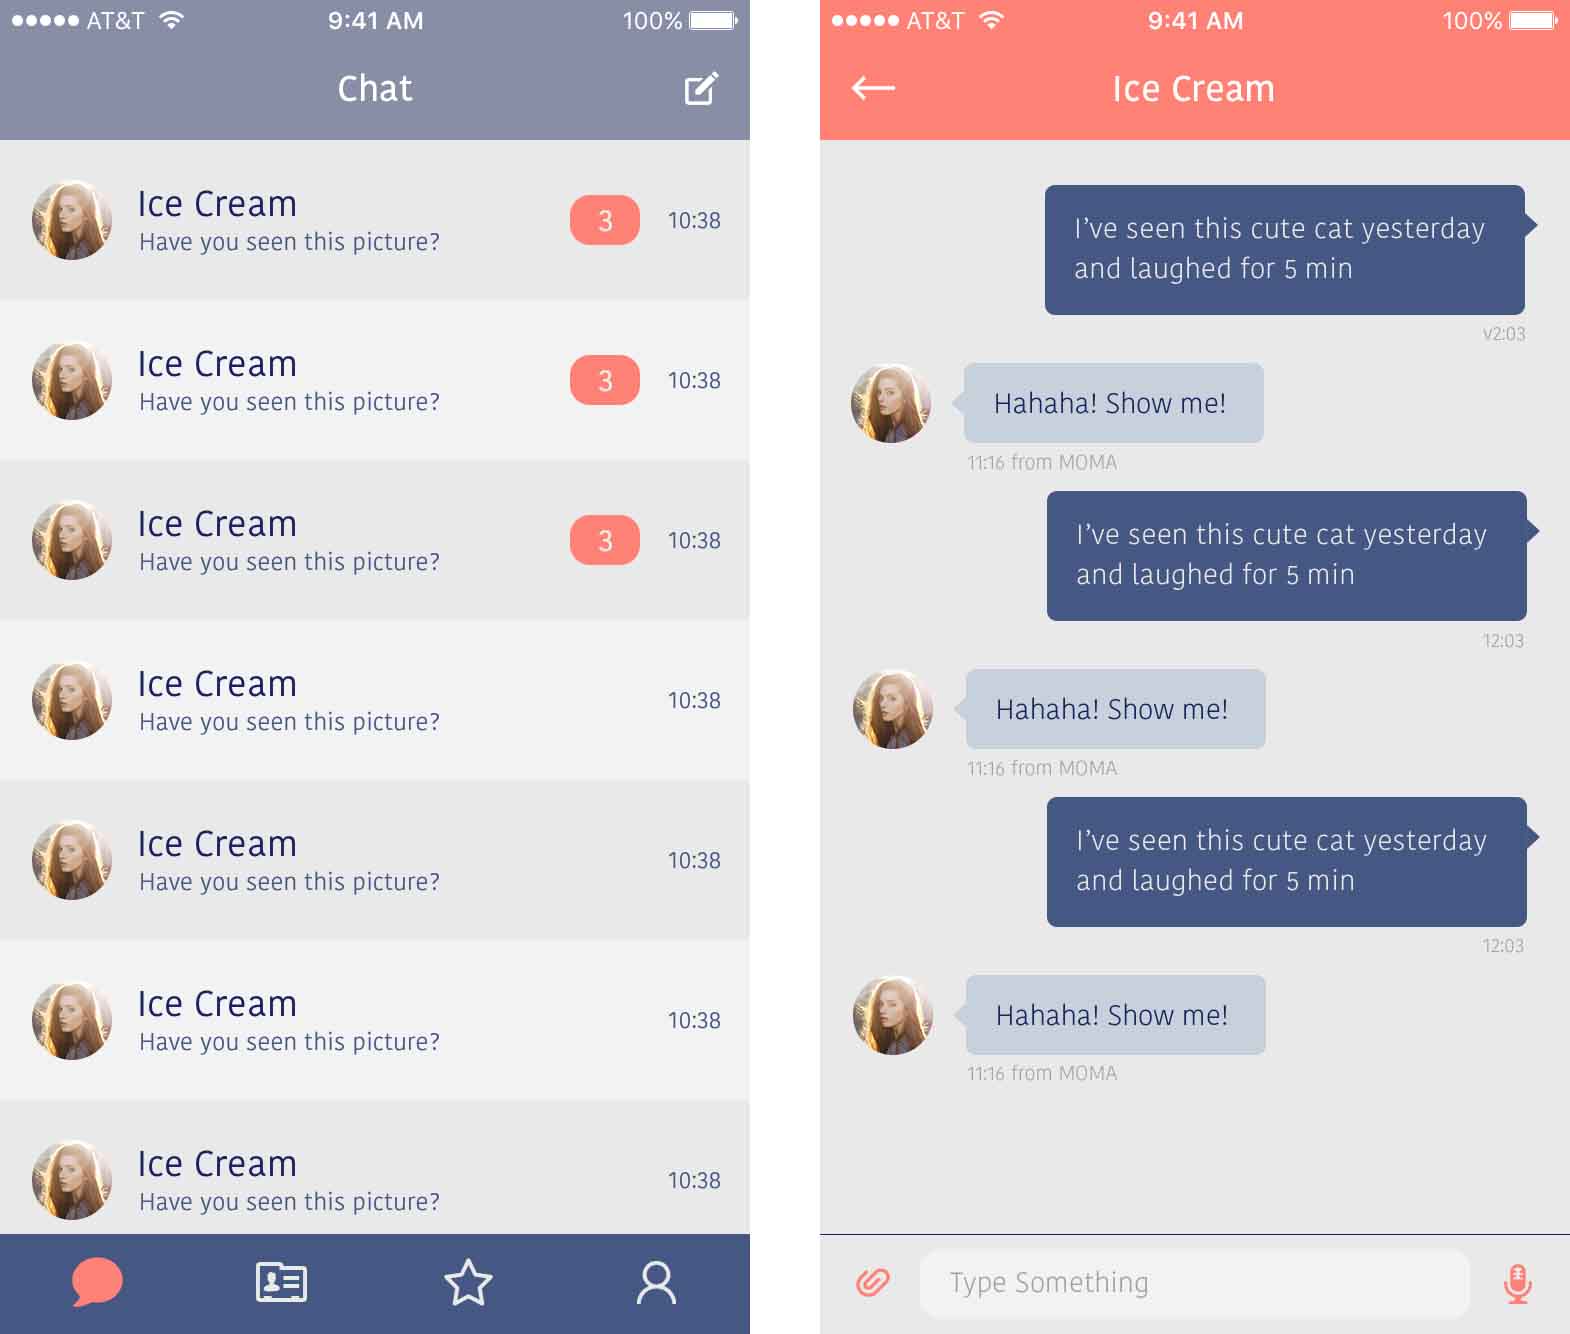 AT&T 9:41 AM 100%
Chat
Ice Cream
Have you seen this picture?
3
10:38
Ice Cream
Have you seen this picture?
3
10:38
Ice Cream
Have you seen this picture?
3
10:38
Ice Cream
Have you seen this picture?
10:38
Ice Cream
Have you seen this picture?
10:38
Ice Cream
Have you seen this picture?
10:38
Ice Cream
Have you seen this picture?
10:38
AT&T 9:41 AM 100%
Ice Cream
I’ve seen this cute cat yesterday
and laughed for 5 min
v2:03
Hahaha! Show me!
11:16 from MOMA
I’ve seen this cute cat yesterday
and laughed for 5 min
12:03
Hahaha! Show me!
11:16 from MOMA
I’ve seen this cute cat yesterday
and laughed for 5 min
12:03
Hahaha! Show me!
11:16 from MOMA
Type Something